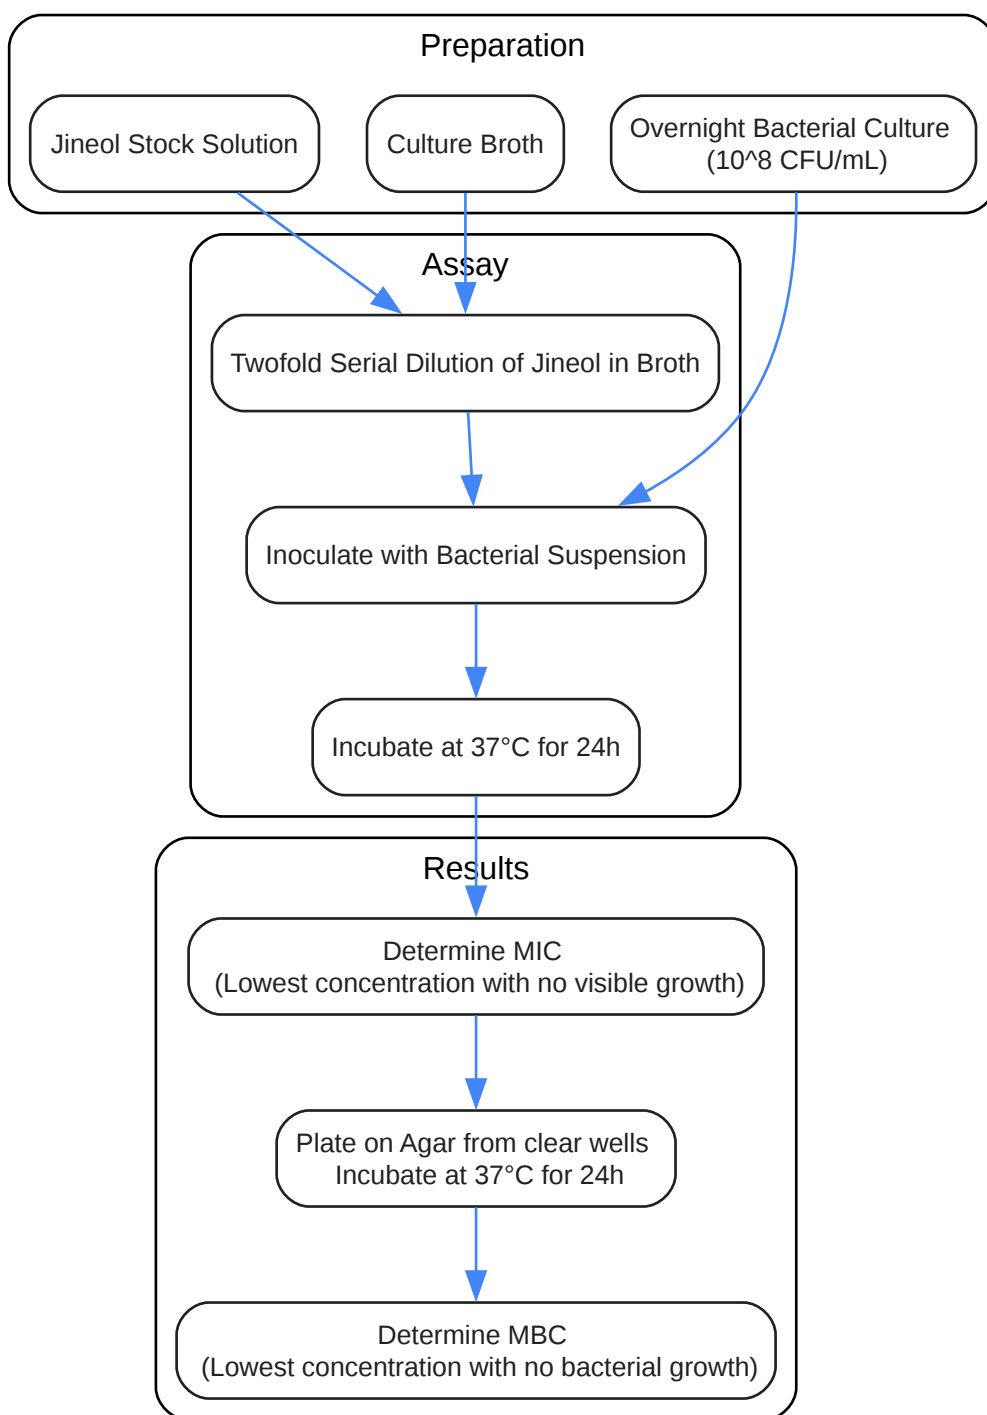 Preparation
Jineol Stock Solution
Culture Broth
Overnight Bacterial Culture
(10^8 CFU/mL)
Assay
Twofold Serial Dilution of Jineol in Broth
Inoculate with Bacterial Suspension
Incubate at 37°C for 24h
Results
Determine MIC
(Lowest concentration with no visible growth)
Plate on Agar from clear wells
Incubate at 37°C for 24h
Determine MBC
(Lowest concentration with no bacterial growth)